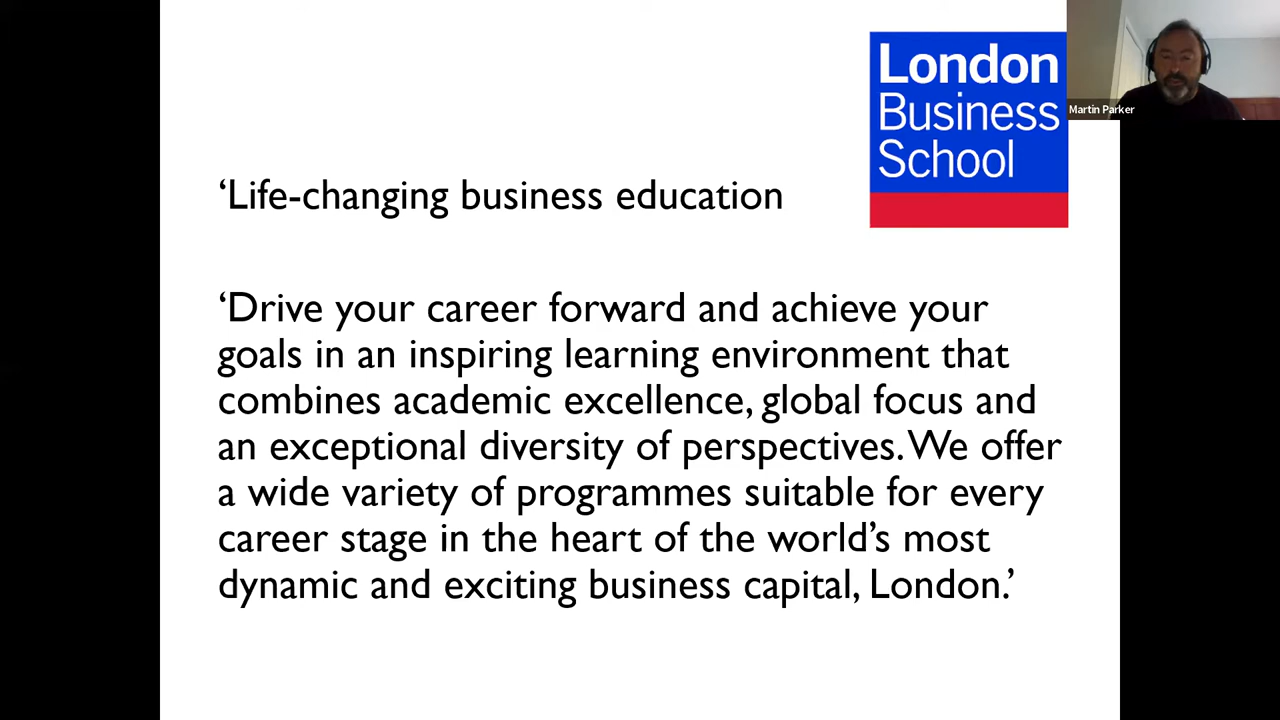 London
Business
School
Martin Parker
‘Life-changing business education
‘Drive your career forward and achieve your
goals in an inspiring learning environment that
combines academic excellence, global focus and
an exceptional diversity of perspectives. We offer
a wide variety of programmes suitable for every
career stage in the heart of the world’s most
dynamic and exciting business capital, London.’